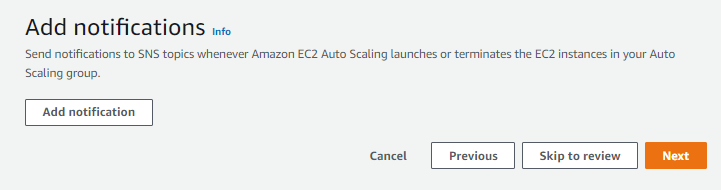 Add notifications Info
Send notifications to SNS topics whenever Amazon EC2 Auto Scaling launches or terminates the EC2 instances in your Auto
Scaling group.
Add notification
Cancel Previous Skip to review Next